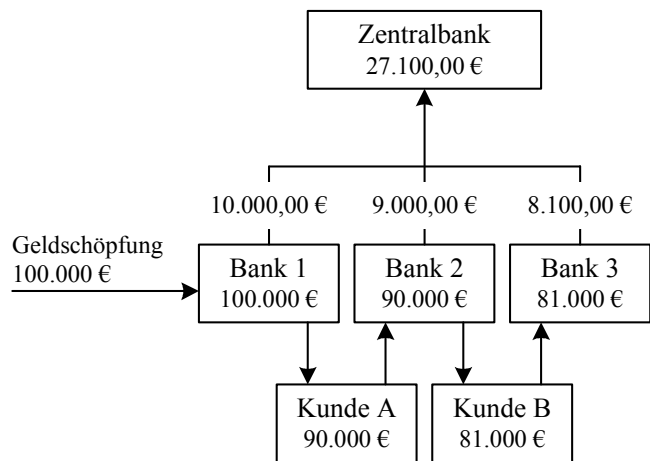 Zentralbank
27.100,00 €
10.000,00 €
9.000,00 €
8.100,00 €
Geldschöpfung
100.000 €
Bank 1
100.000 €
Bank 2
90.000 €
Bank 3
81.000 €
Kunde A
90.000 €
Kunde B
81.000 €